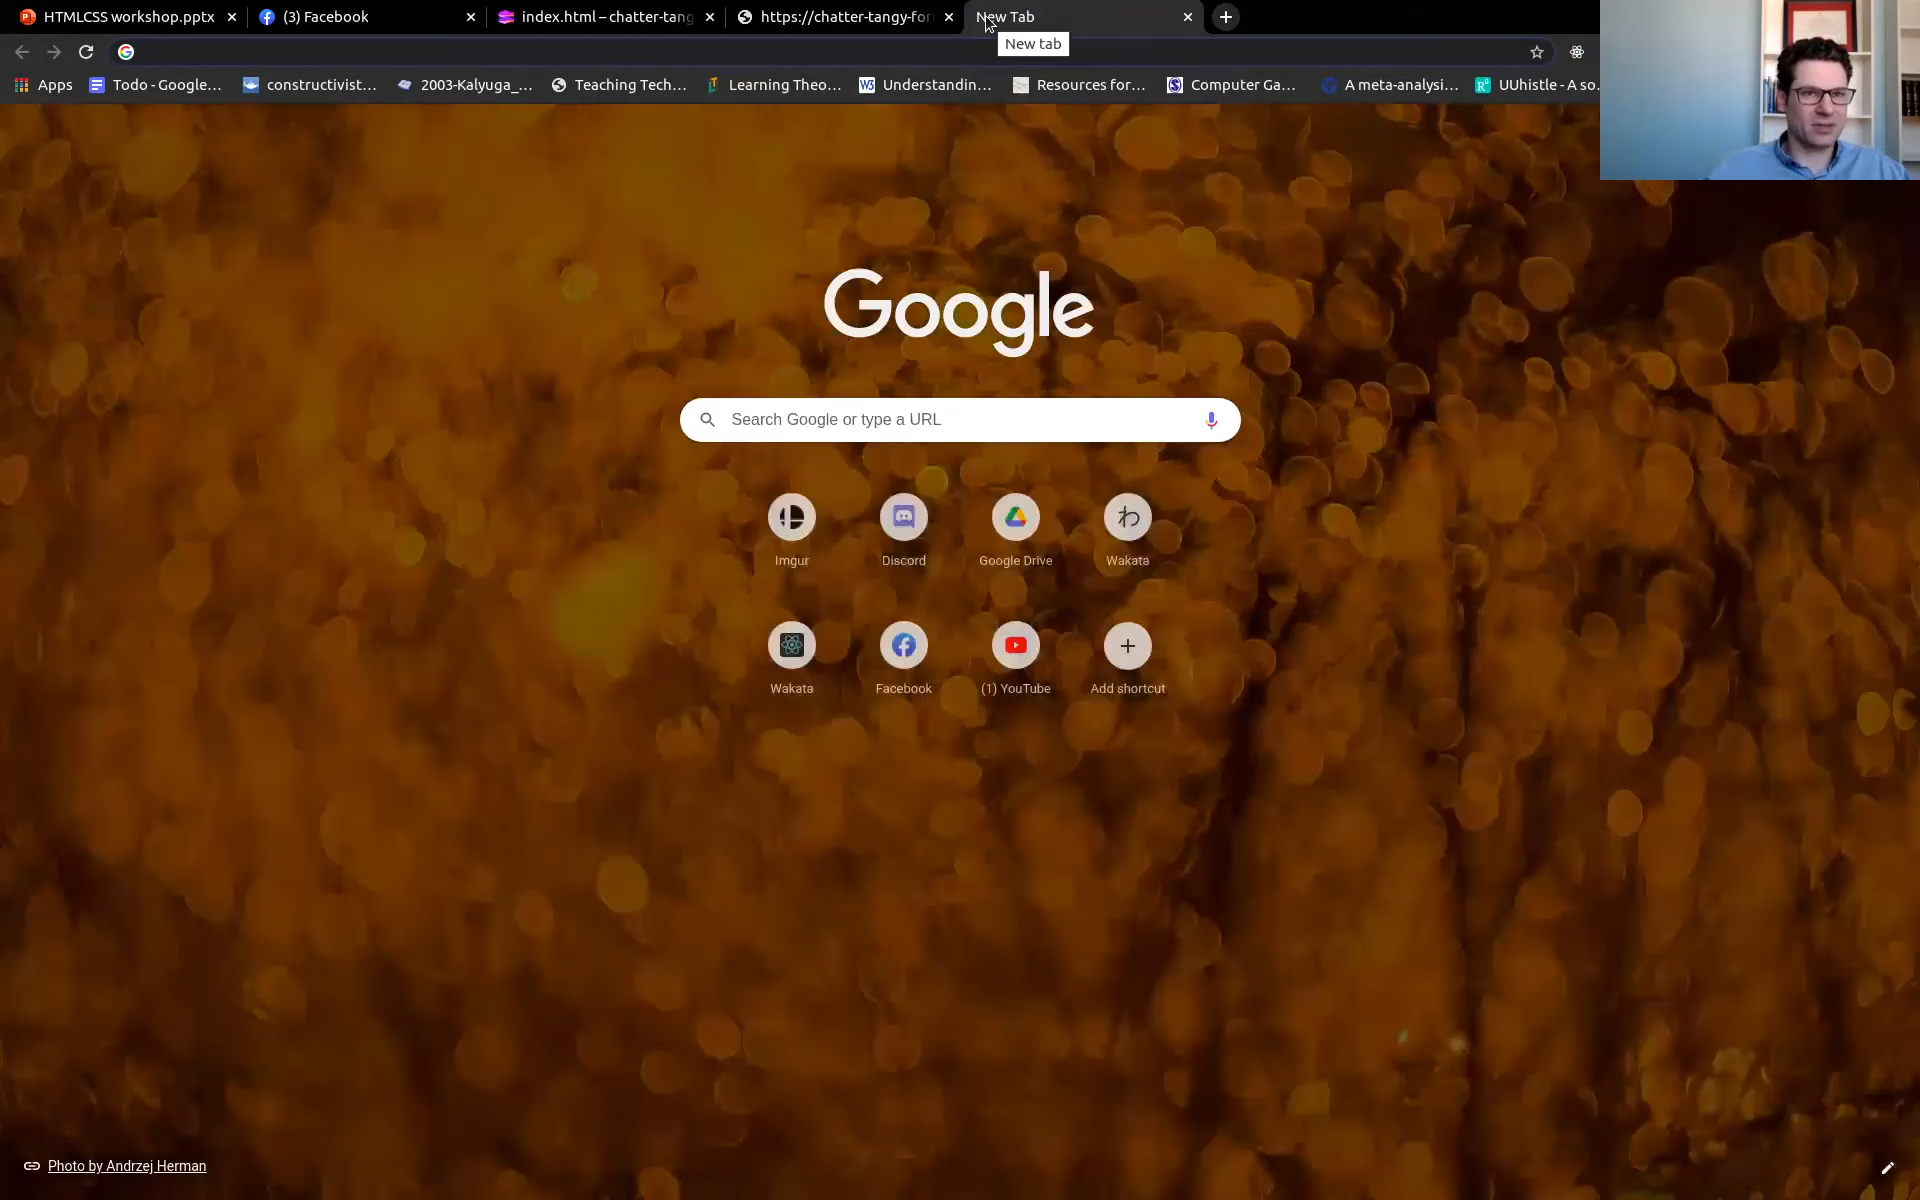 HTMLCSS workshop.pptx
(3) Facebook
index.html – chatter-tang
https://chatter-tangy-for
New Tab
New tab
Apps
Todo - Google...
constructivist...
2003-Kalyuga_...
Teaching Tech...
Learning Theo...
Understandin...
Resources for...
Computer Ga...
A meta-analysi...
UUhistle - A so...
Google
Search Google or type a URL
わ
Imgur
Discord
Google Drive
Wakata
Wakata
Facebook
(1) YouTube
Add shortcut
Photo by Andrzej Herman